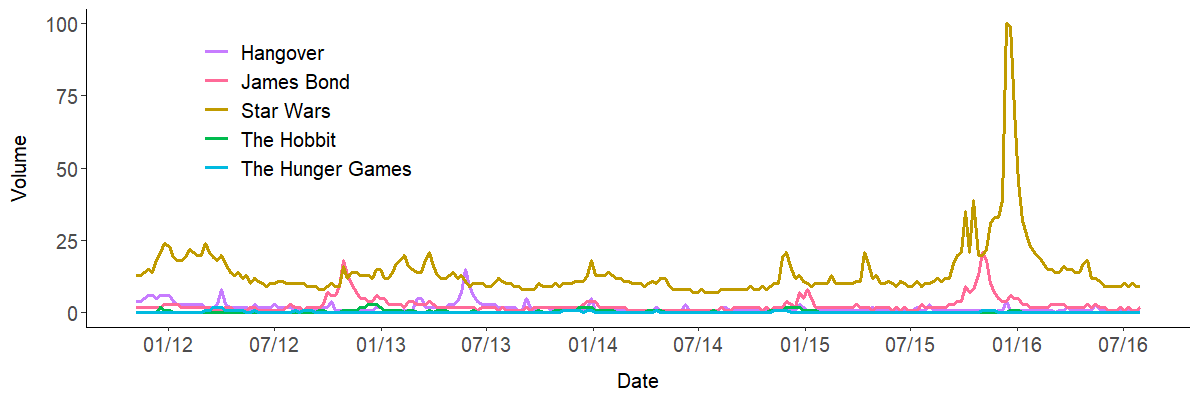 100
75
50
25
0
Volume
Hangover
James Bond
Star Wars
The Hobbit
The Hunger Games
01/12 07/12 01/13 07/13 01/14 07/14 01/15 07/15 01/16 07/16
Date